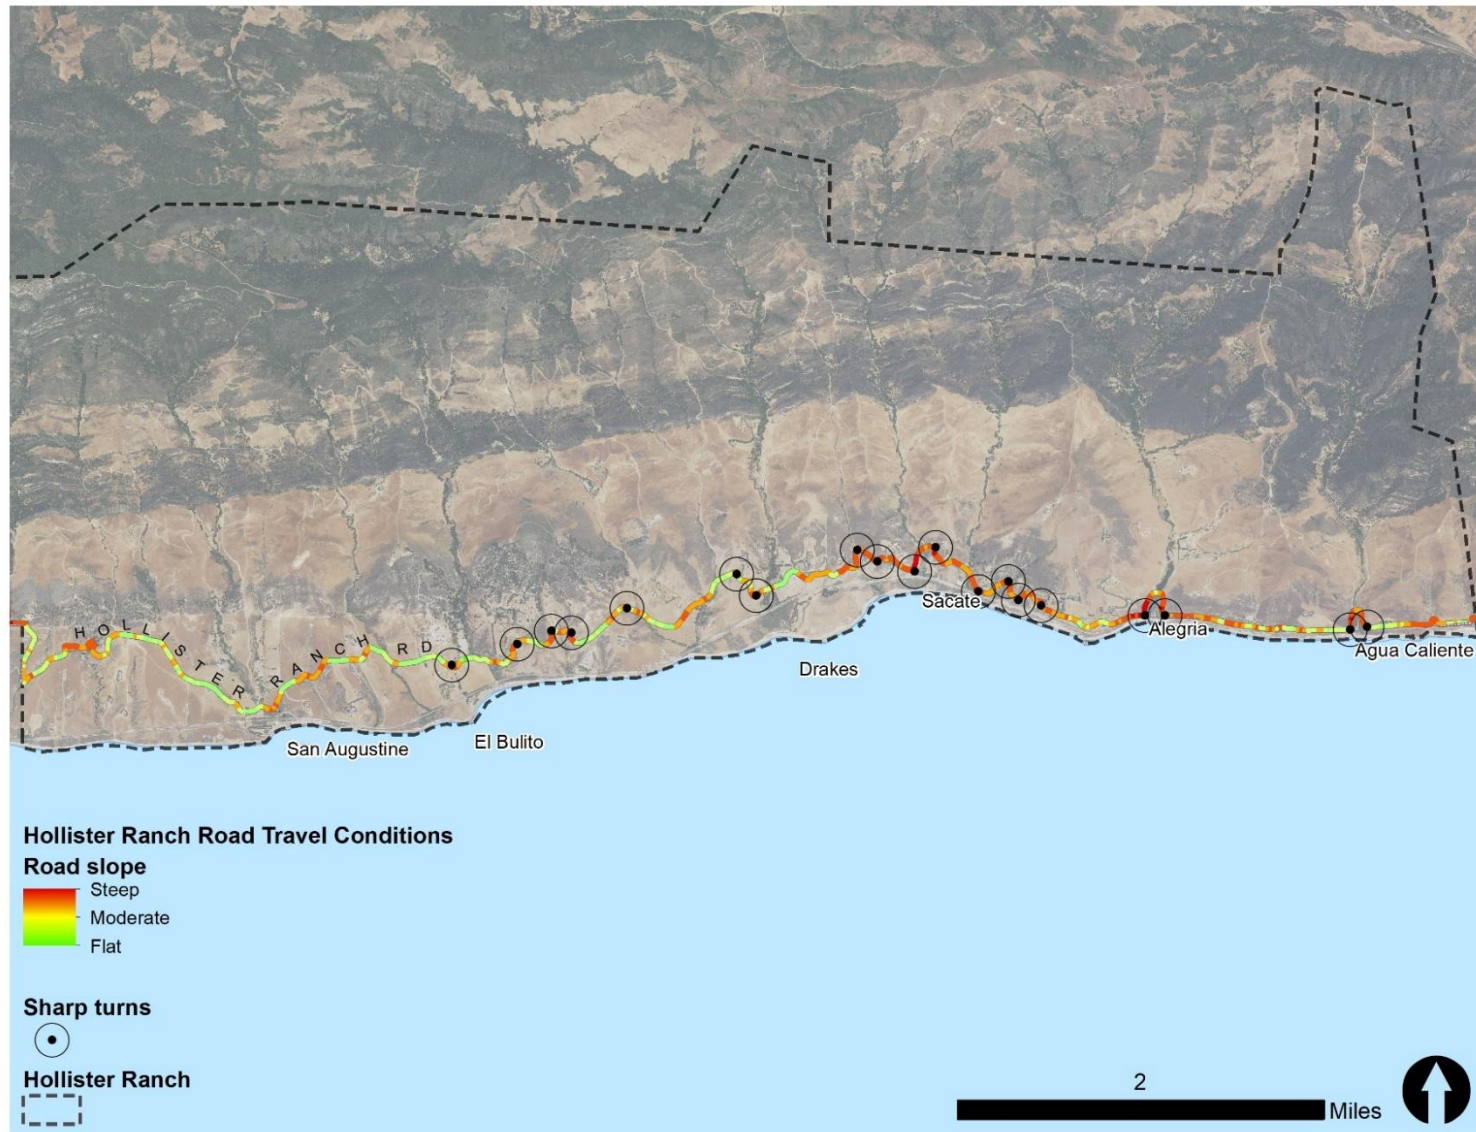 HOLLISTER RANCH RD
Sacate
Alegria
Agua Caliente
Drakes
El Bulito
San Augustine
Hollister Ranch Road Travel Conditions
Road slope
Steep
Moderate
Flat
Sharp turns
Hollister Ranch
2
Miles